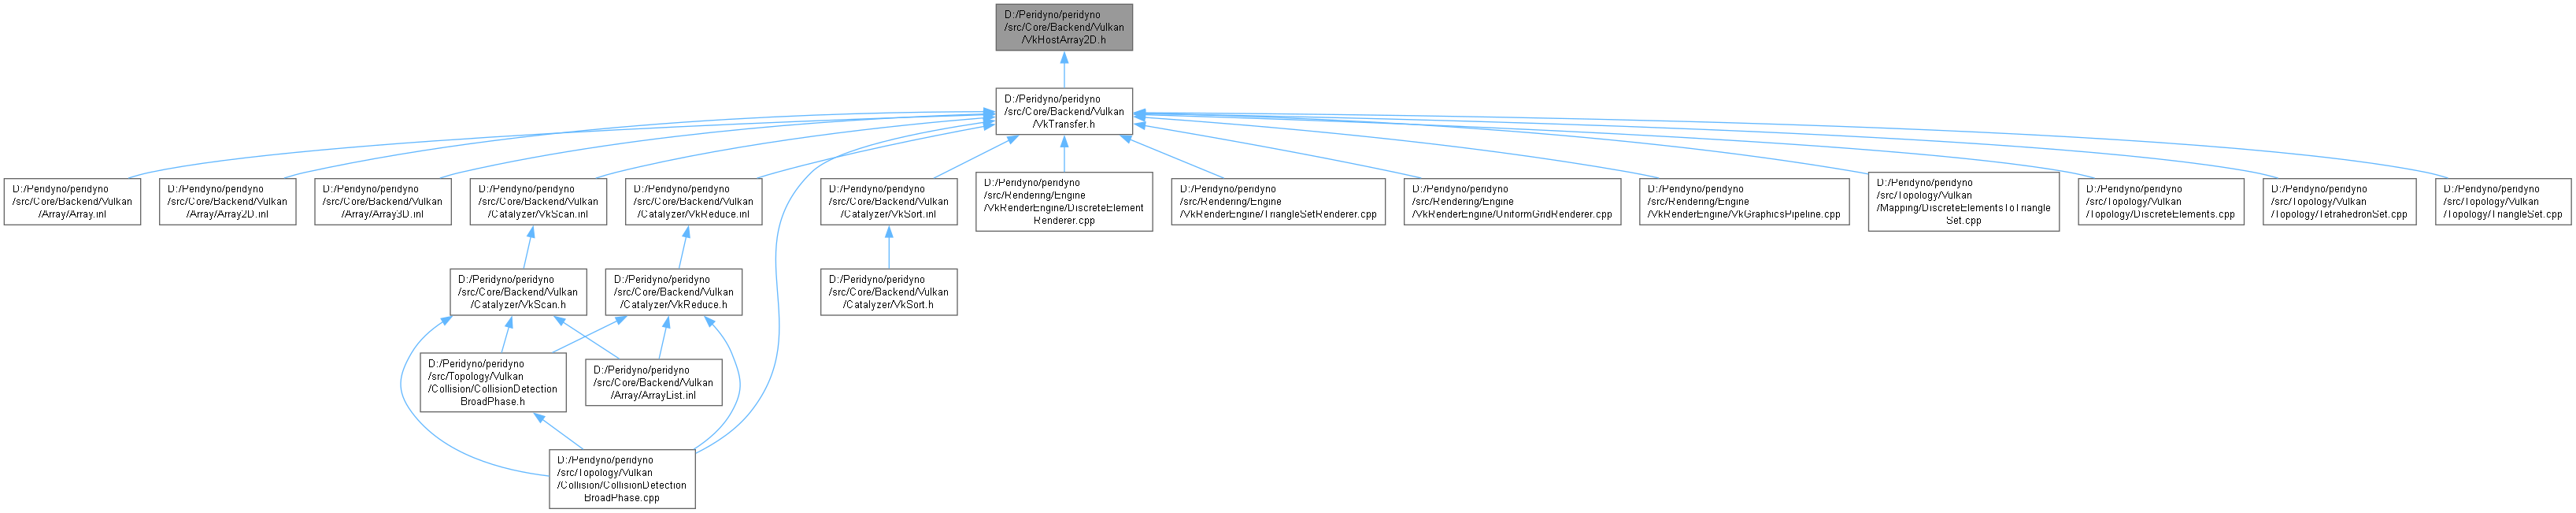 D:/Peridyno/peridyno
/src/Core/Backend/Vulkan
/VkHostArray2D.h
D:/Peridyno/peridyno
/src/Core/Backend/Vulkan
/VkTransfer.h
D:/Peridyno/peridyno
/src/Core/Backend/Vulkan
/Array/Array.inl
D:/Peridyno/peridyno
/src/Core/Backend/Vulkan
/Array/Array2D.inl
D:/Peridyno/peridyno
/src/Core/Backend/Vulkan
/Array/Array3D.inl
D:/Peridyno/peridyno
/src/Core/Backend/Vulkan
/Catalyzer/VkScan.inl
D:/Peridyno/peridyno
/src/Core/Backend/Vulkan
/Catalyzer/VkReduce.inl
D:/Peridyno/peridyno
/src/Core/Backend/Vulkan
/Catalyzer/VkSort.inl
D:/Peridyno/peridyno
/src/Rendering/Engine
/VkRenderEngine/DiscreteElement
Renderer.cpp
D:/Peridyno/peridyno
/src/Rendering/Engine
/VkRenderEngine/TriangleSetRenderer.cpp
D:/Peridyno/peridyno
/src/Rendering/Engine
/VkRenderEngine/UniformGridRenderer.cpp
D:/Peridyno/peridyno
/src/Rendering/Engine
/VkRenderEngine/VkGraphicsPipeline.cpp
D:/Peridyno/peridyno
/src/Topology/Vulkan
/Mapping/DiscreteElementsToTriangle
Set.cpp
D:/Peridyno/peridyno
/src/Topology/Vulkan
/Topology/DiscreteElements.cpp
D:/Peridyno/peridyno
/src/Topology/Vulkan
/Topology/TetrahedronSet.cpp
D:/Peridyno/peridyno
/src/Topology/Vulkan
/Topology/TriangleSet.cpp
D:/Peridyno/peridyno
/src/Core/Backend/Vulkan
/Catalyzer/VkScan.h
D:/Peridyno/peridyno
/src/Core/Backend/Vulkan
/Catalyzer/VkReduce.h
D:/Peridyno/peridyno
/src/Core/Backend/Vulkan
/Catalyzer/VkSort.h
D:/Peridyno/peridyno
/src/Topology/Vulkan
/Collision/CollisionDetection
BroadPhase.h
D:/Peridyno/peridyno
/src/Core/Backend/Vulkan
/Array/ArrayList.inl
D:/Peridyno/peridyno
/src/Topology/Vulkan
/Collision/CollisionDetection
BroadPhase.cpp